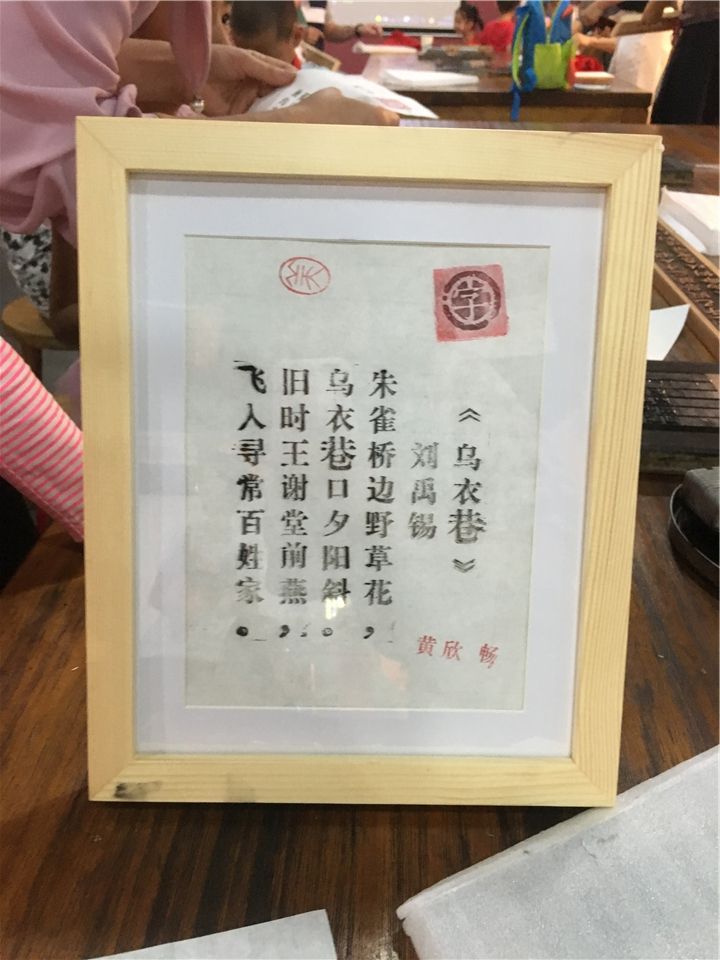 《乌衣巷》
刘禹锡
朱雀桥边野草花，
乌衣巷口夕阳斜。
旧时王谢堂前燕，
飞入寻常百姓家。
黄欣 畅
字